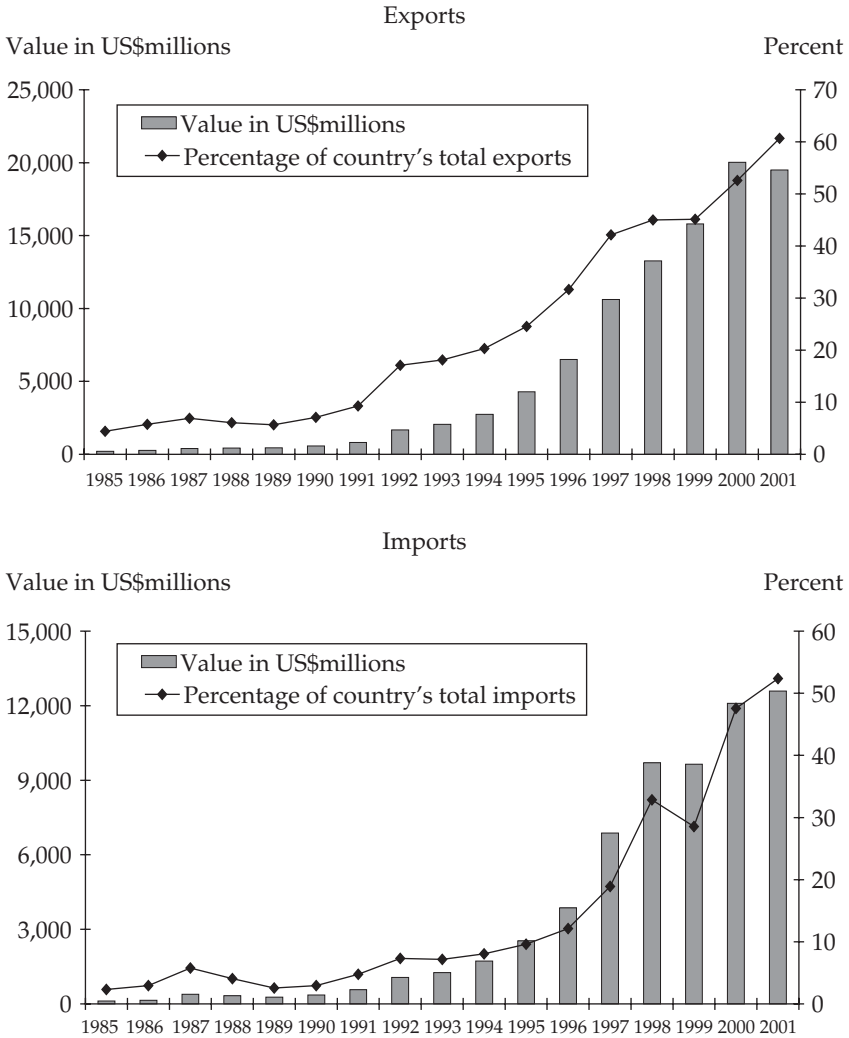 Exports
Value in US$millions Percent
25,000 70
Value in US$millions
Percentage of country's total exports
60
20,000
50
15,000
40
30
10,000
20
5,000
10
0 0
1985 1986 1987 1988 1989 1990 1991 1992 1993 1994 1995 1996 1997 1998 1999 2000 2001
Imports
Value in US$millions Percent
15,000 60
Value in US$millions
Percentage of country's total imports
12,000
50
40
9,000
30
6,000
20
3,000
10
0 0
1985 1986 1987 1988 1989 1990 1991 1992 1993 1994 1995 1996 1997 1998 1999 2000 2001